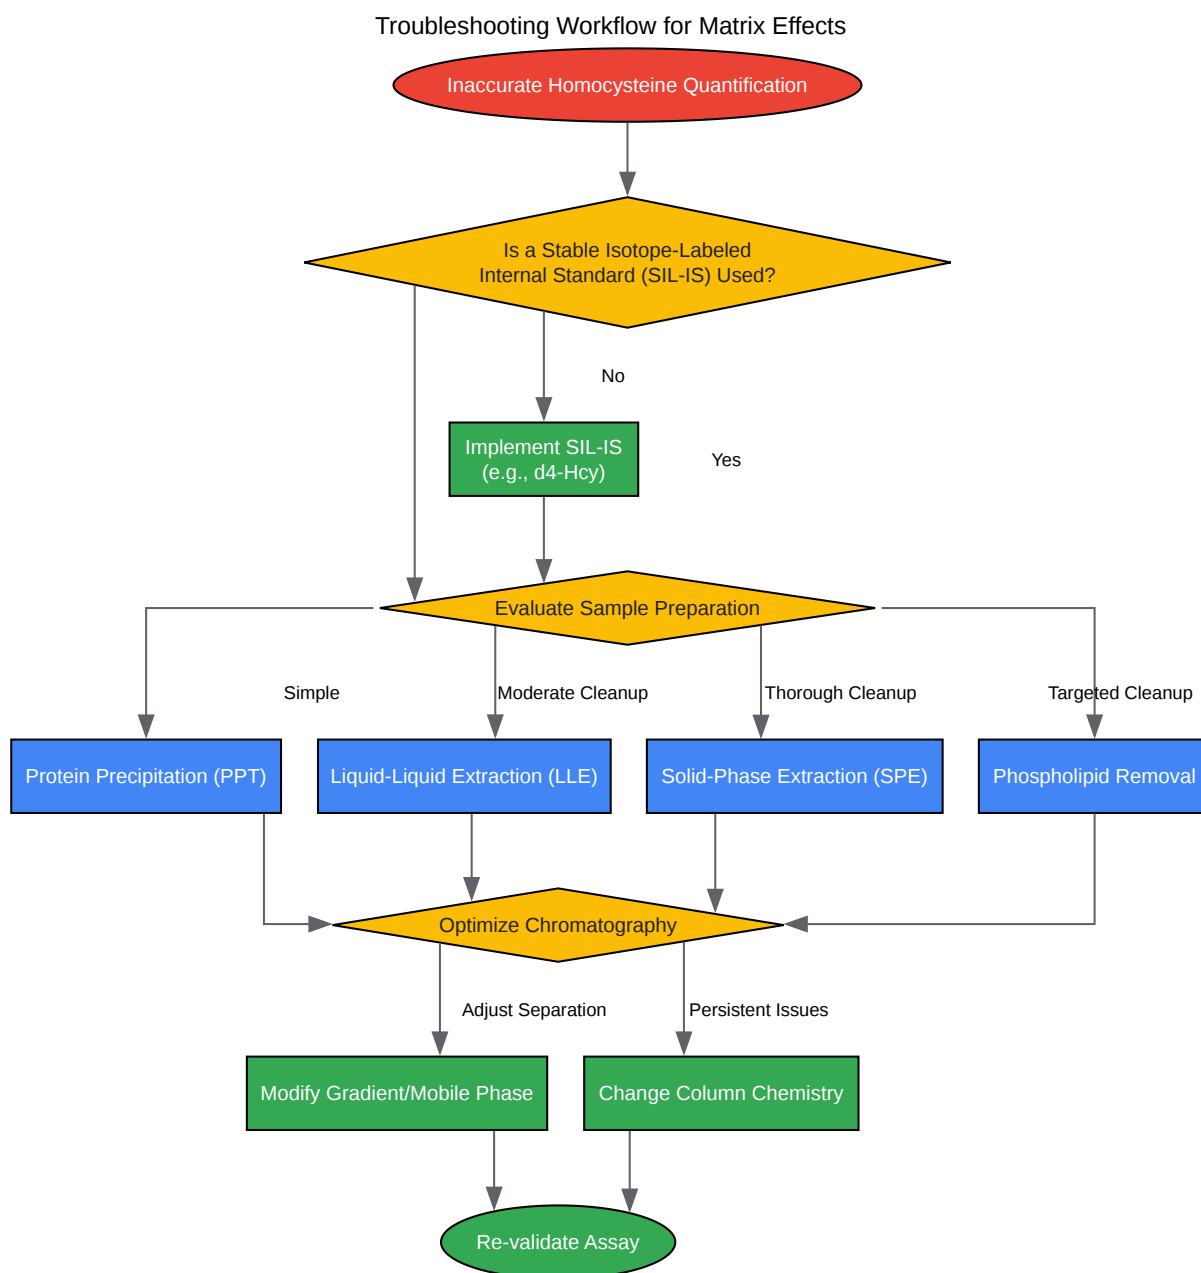 Troubleshooting Workflow for Matrix Effects
Inaccurate Homocysteine Quantification
Is a Stable Isotope-Labeled
Internal Standard (SIL-IS) Used?
No
Implement SIL-IS
(e.g., d4-Hcy)
Yes
Evaluate Sample Preparation
Simple
Moderate Cleanup
Thorough Cleanup
Targeted Cleanup
Protein Precipitation (PPT)
Liquid-Liquid Extraction (LLE)
Solid-Phase Extraction (SPE)
Phospholipid Removal
Optimize Chromatography
Adjust Separation
Persistent Issues
Modify Gradient/Mobile Phase
Change Column Chemistry
Re-validate Assay